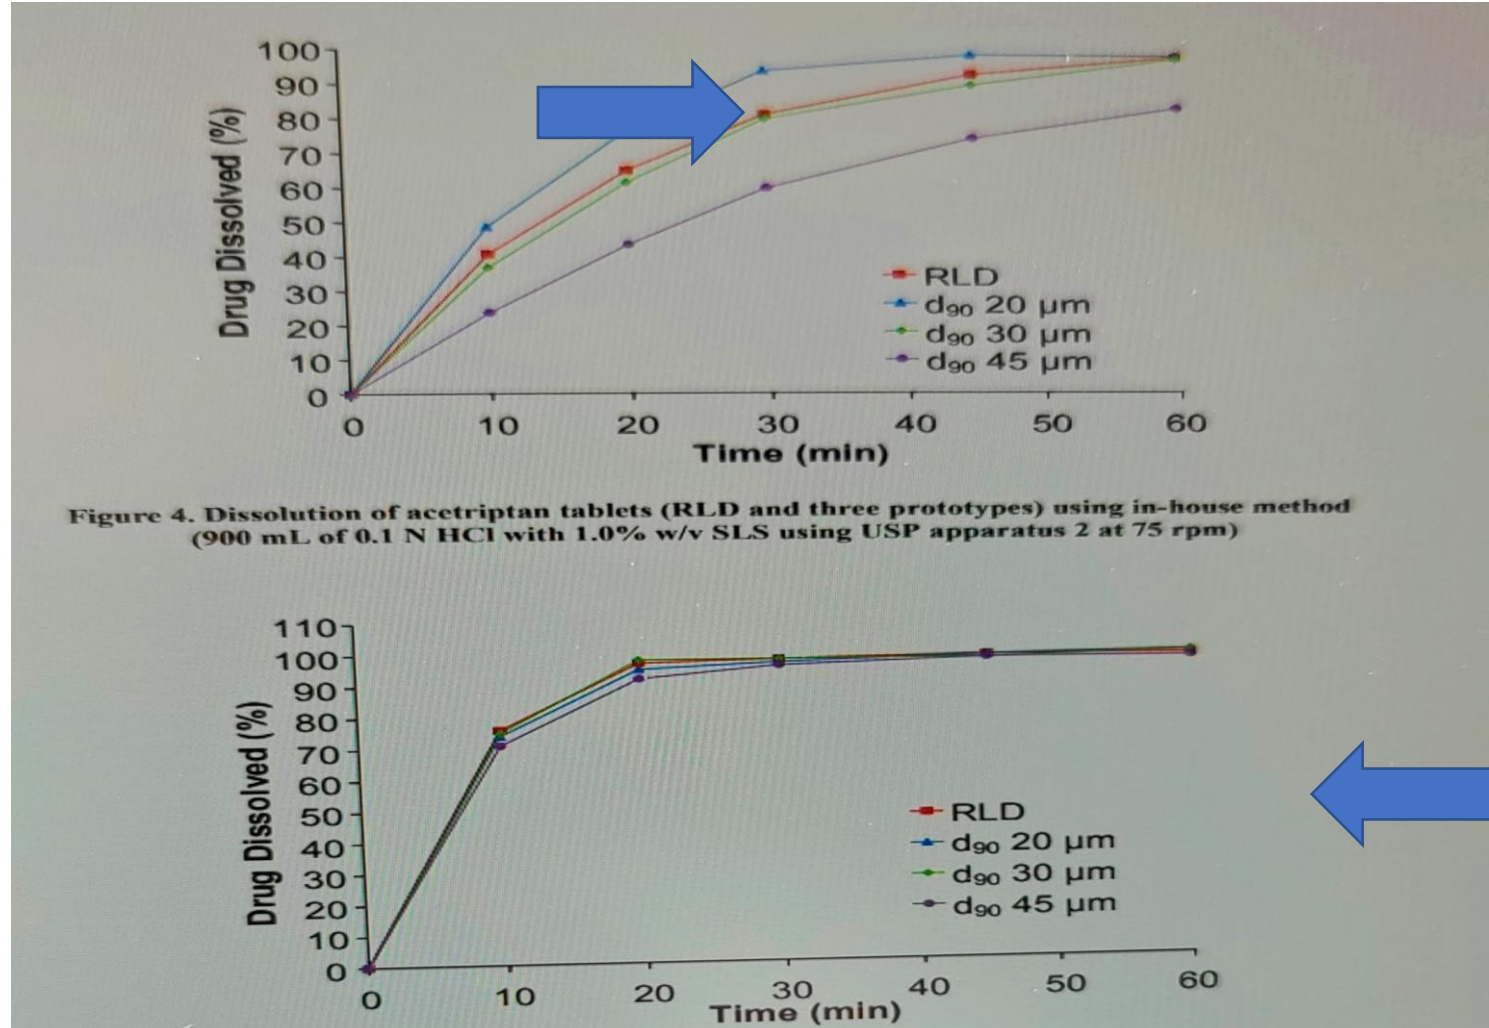 100
90
80
70
60
50
40
30
20
10
0
Drug Dissolved (%)
RLD
d₉₀ 20 µm
d₉₀ 30 µm
d₉₀ 45 µm
0 10 20 30 40 50 60
Time (min)
Figure 4. Dissolution of acetriptan tablets (RLD and three prototypes) using in-house method
(900 mL of 0.1 N HCl with 1.0% w/v SLS using USP apparatus 2 at 75 rpm)
110
100
90
80
70
60
50
40
30
20
10
0
Drug Dissolved (%)
RLD
d₉₀ 20 µm
d₉₀ 30 µm
d₉₀ 45 µm
0 10 20 30 40 50 60
Time (min)